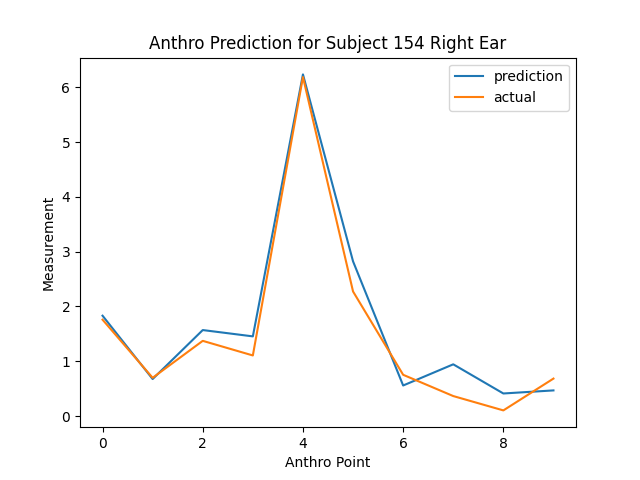 Anthro Prediction for Subject 154 Right Ear
prediction
actual
Measurement
6
5
4
3
2
1
0
0 2 4 6 8
Anthro Point